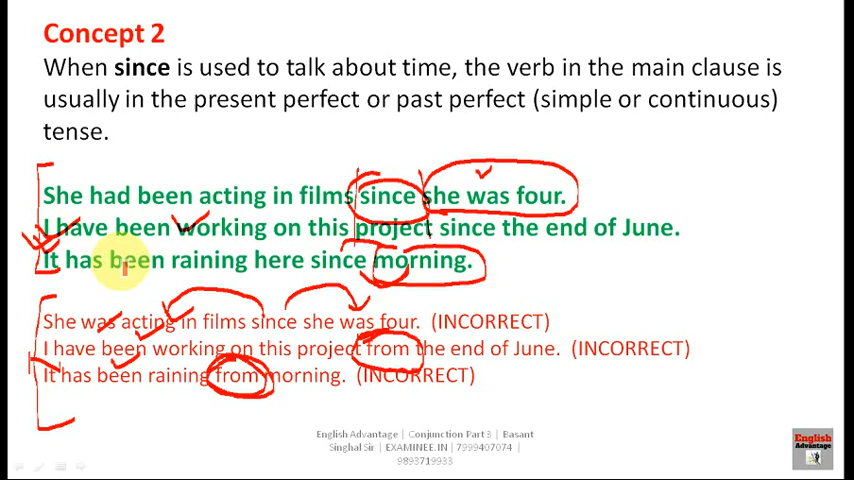 Concept 2
When since is used to talk about time, the verb in the main clause is
usually in the present perfect or past perfect (simple or continuous)
tense.
She had been acting in films since she was four.
I have been working on this project since the end of June.
It has been raining here since morning.
She was acting in films since she was four. (INCORRECT)
I have been working on this project from the end of June. (INCORRECT)
It has been raining from morning. (INCORRECT)
English Advantage | Conjunction Part 3 | Basant
Singhal Sir | EXAMINEE.IN | 7999407074 |
9893719933
English
Advantage